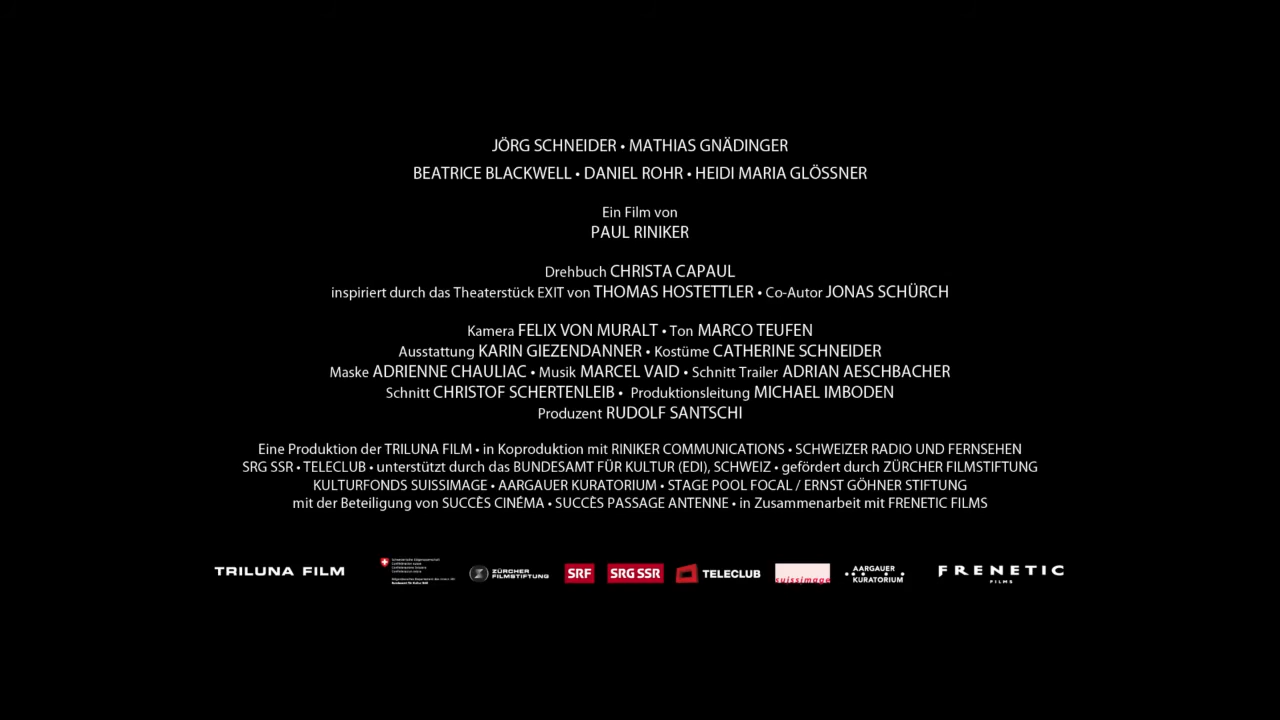 JÖRG SCHNEIDER • MATHIAS GNÄDINGER
BEATRICE BLACKWELL • DANIEL ROHR • HEIDI MARIA GLÖSSNER
Ein Film von
PAUL RINIKER
Drehbuch CHRISTA CAPAUL
inspiriert durch das Theaterstück EXIT von THOMAS HOSTETTLER • Co-Autor JONAS SCHÜRCH
Kamera FELIX VON MURALT • Ton MARCO TEUFEN
Ausstattung KARIN GIEZENDANNER • Kostüme CATHERINE SCHNEIDER
Maske ADRIENNE CHAULIAC • Musik MARCEL VAID • Schnitt Trailer ADRIAN AESCHBACHER
Schnitt CHRISTOF SCHERTENLEIB • Produktionsleitung MICHAEL IMBODEN
Produzent RUDOLF SANTSCHI
Eine Produktion der TRILUNA FILM • in Koproduktion mit RINIKER COMMUNICATIONS • SCHWEIZER RADIO UND FERNSEHEN
SRG SSR • TELECLUB • unterstützt durch das BUNDESAMT FÜR KULTUR (EDI), SCHWEIZ • gefördert durch ZÜRCHER FILMSTIFTUNG
KULTURFONDS SUISSIMAGE • AARGAUER KURATORIUM • STAGE POOL FOCAL / ERNST GÖHNER STIFTUNG
mit der Beteiligung von SUCCÈS CINÉMA • SUCCÈS PASSAGE ANTENNE • in Zusammenarbeit mit FRENETIC FILMS
TRILUNA FILM
ZÜRCHER
FILMSTIFTUNG
SRF
SRG SSR
TELECLUB
suissimage
AARGAUER
KURATORIUM
FRENETIC
FILMS